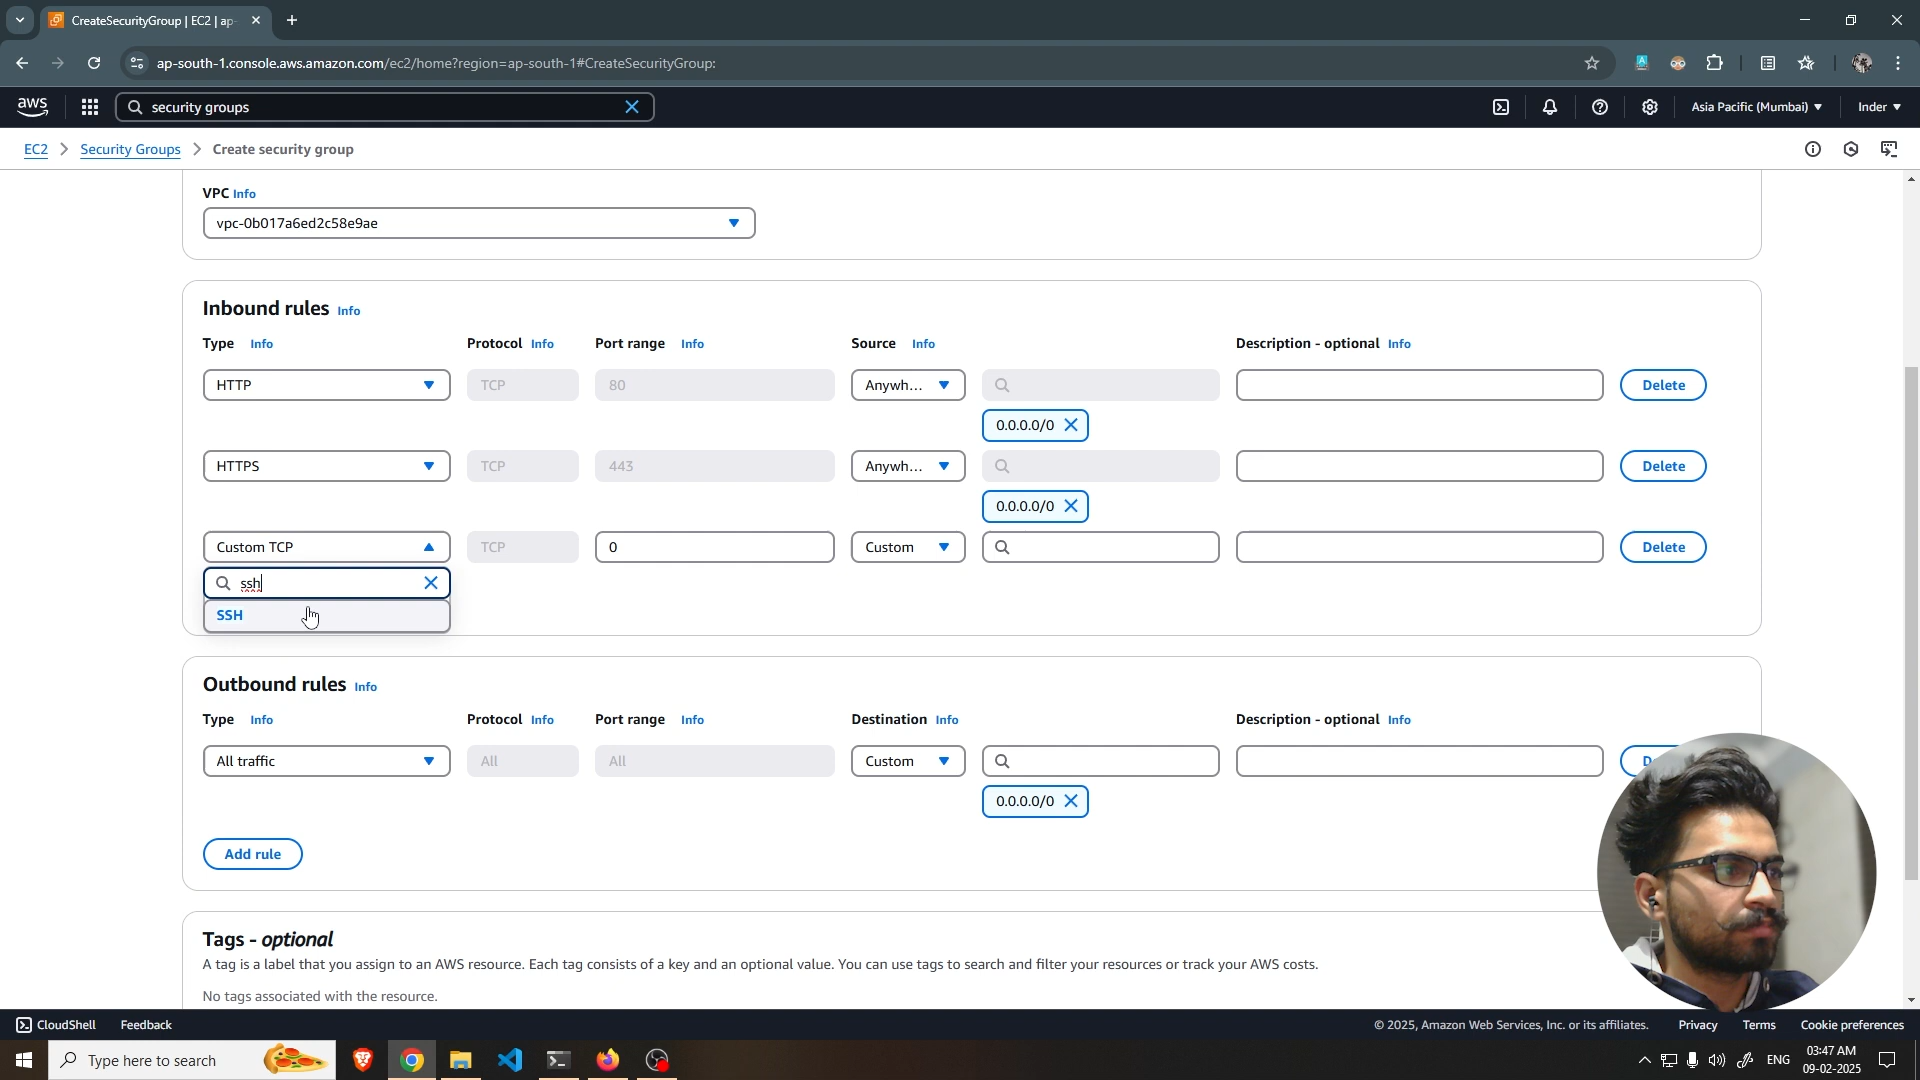 CreateSecurityGroup | EC2 | ap-
ap-south-1.console.aws.amazon.com/ec2/home?region=ap-south-1#CreateSecurityGroup:
aws
security groups
Asia Pacific (Mumbai)
Inder
EC2 > Security Groups > Create security group
VPC Info
vpc-0b017a6ed2c58e9ae
Inbound rules Info
Type Info Protocol Info Port range Info Source Info Description - optional Info
HTTP TCP 80 Anywh... Delete
0.0.0.0/0
HTTPS TCP 443 Anywh... Delete
0.0.0.0/0
Custom TCP TCP 0 Custom Delete
ssh
SSH
Outbound rules Info
Type Info Protocol Info Port range Info Destination Info Description - optional Info
All traffic All All Custom
0.0.0.0/0
Add rule
Tags - optional
A tag is a label that you assign to an AWS resource. Each tag consists of a key and an optional value. You can use tags to search and filter your resources or track your AWS costs.
No tags associated with the resource.
CloudShell Feedback © 2025, Amazon Web Services, Inc. or its affiliates. Privacy Terms Cookie preferences
Type here to search
ENG
03:47 AM
09-02-2025